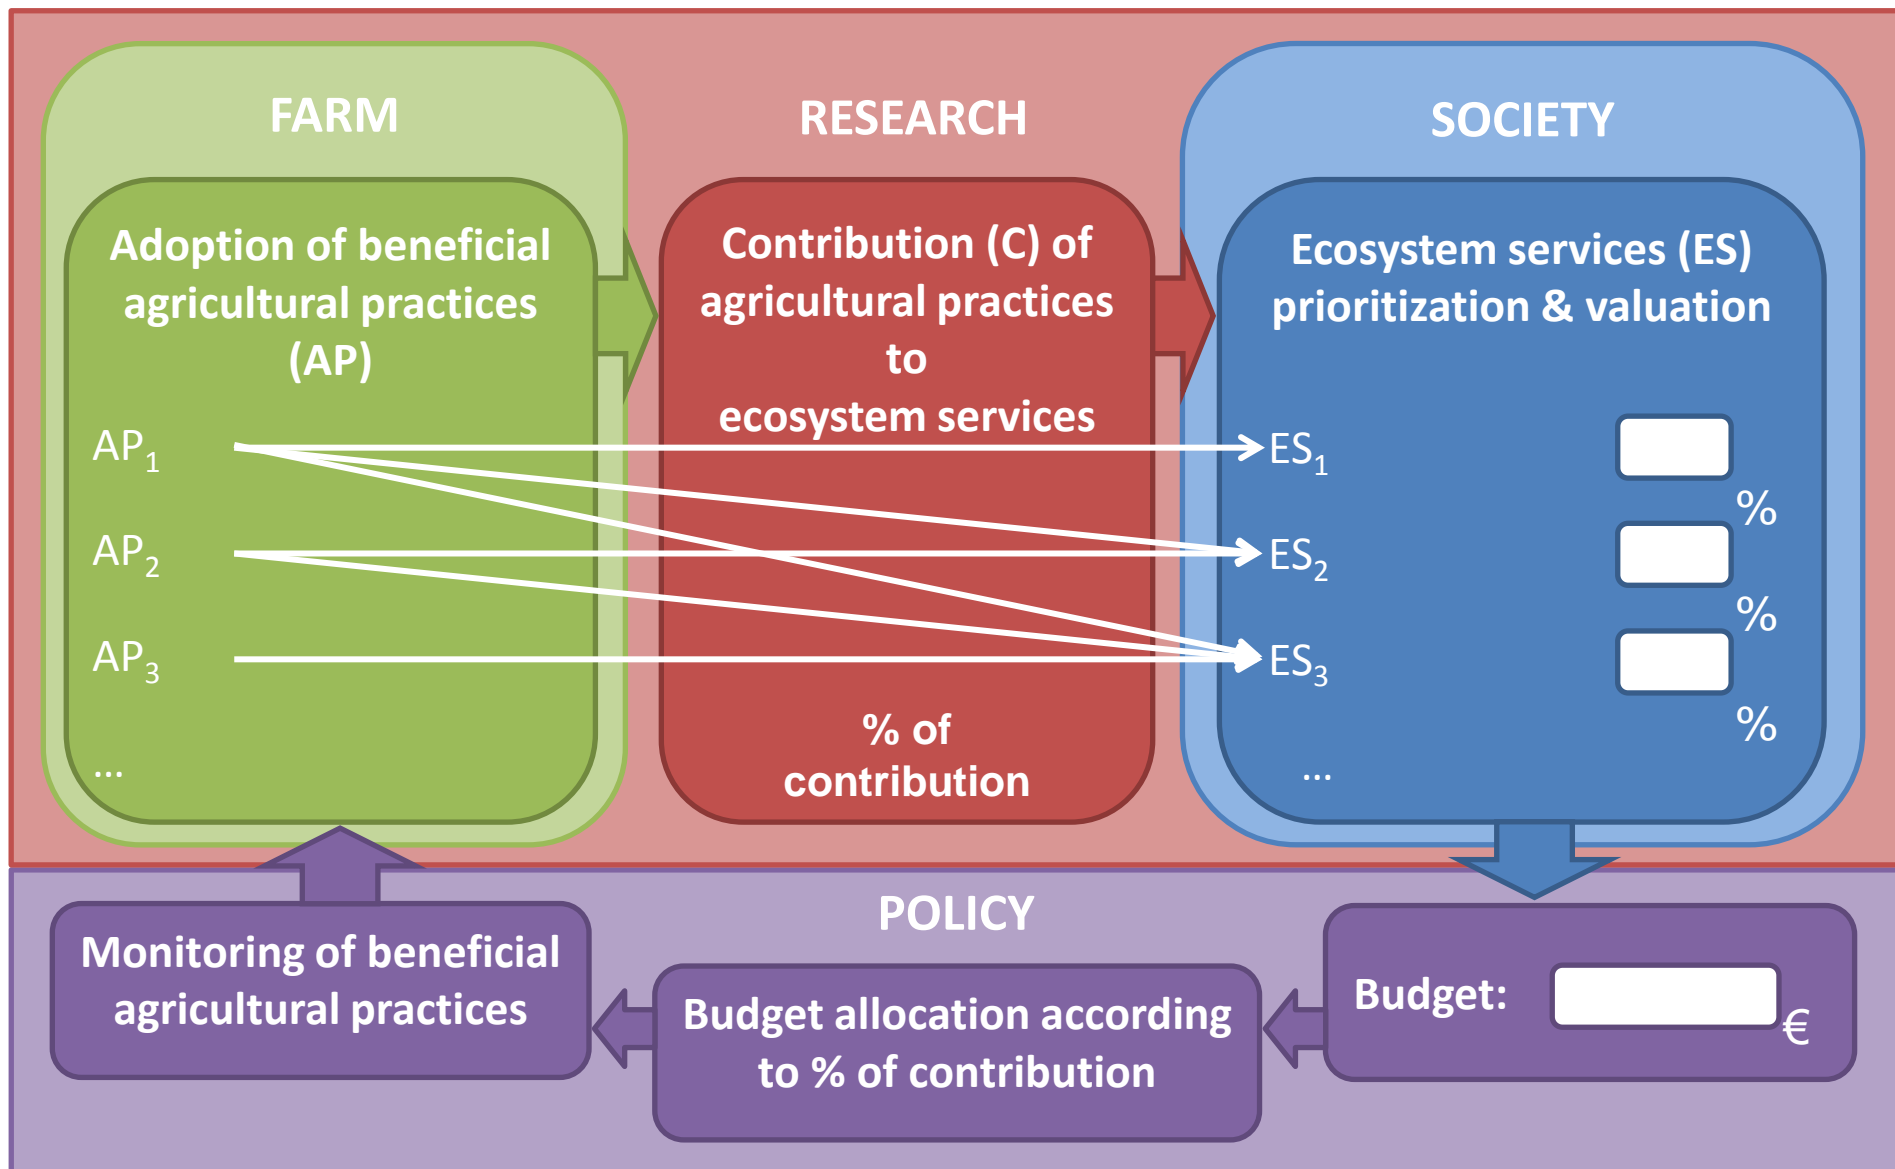 FARM
RESEARCH
SOCIETY
Adoption of beneficial
agricultural practices
(AP)
AP1
AP2
AP3
...
Contribution (C) of
agricultural practices
to
ecosystem services
% of
contribution
Ecosystem services (ES)
prioritization & valuation
ES1
%
ES2
%
ES3
%
...
POLICY
Monitoring of beneficial
agricultural practices
Budget allocation according
to % of contribution
Budget:
€